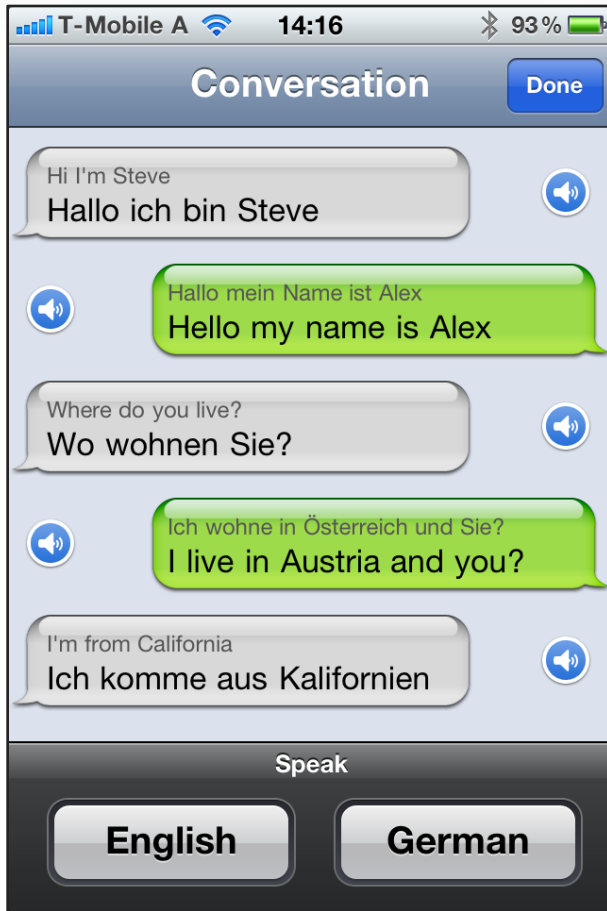 T-Mobile A 14:16 93%
Conversation Done
Hi I'm Steve
Hallo ich bin Steve
Hallo mein Name ist Alex
Hello my name is Alex
Where do you live?
Wo wohnen Sie?
Ich wohne in Österreich und Sie?
I live in Austria and you?
I'm from California
Ich komme aus Kalifornien
Speak
English German